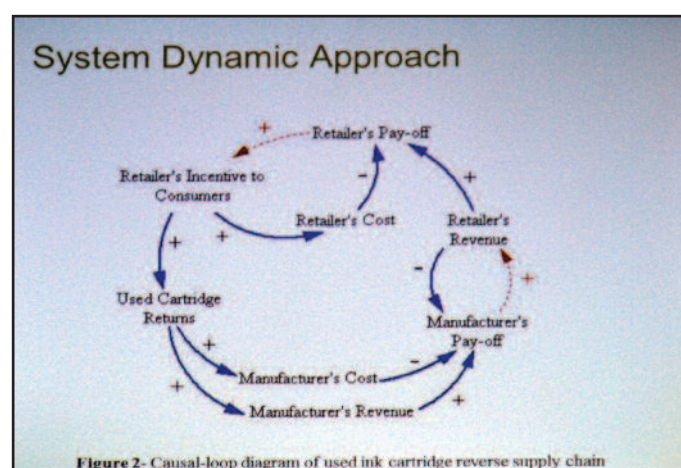 System Dynamic Approach
+
Retailer's Pay-off
-
+
Retailer's Incentive to
Consumers
Retailer's Cost
Retailer's
Revenue
+
+
-
+
Used Cartridge
Returns
Manufacturer's
Pay-off
+
-
Manufacturer's Cost
+
Manufacturer's Revenue
+
Figure 2- Causal-loop diagram of used ink cartridge reverse supply chain